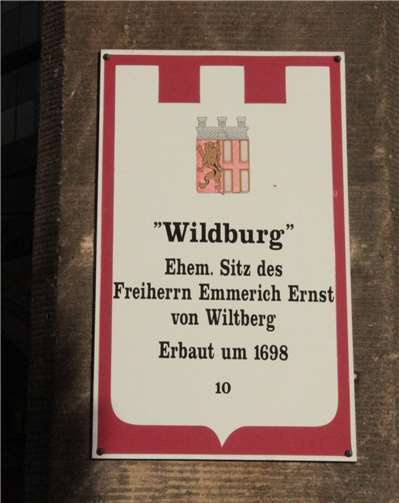 "Wildburg"
Ehem. Sitz des
Freiherrn Emmerich Ernst
von Wiltberg
Erbaut um 1698
10